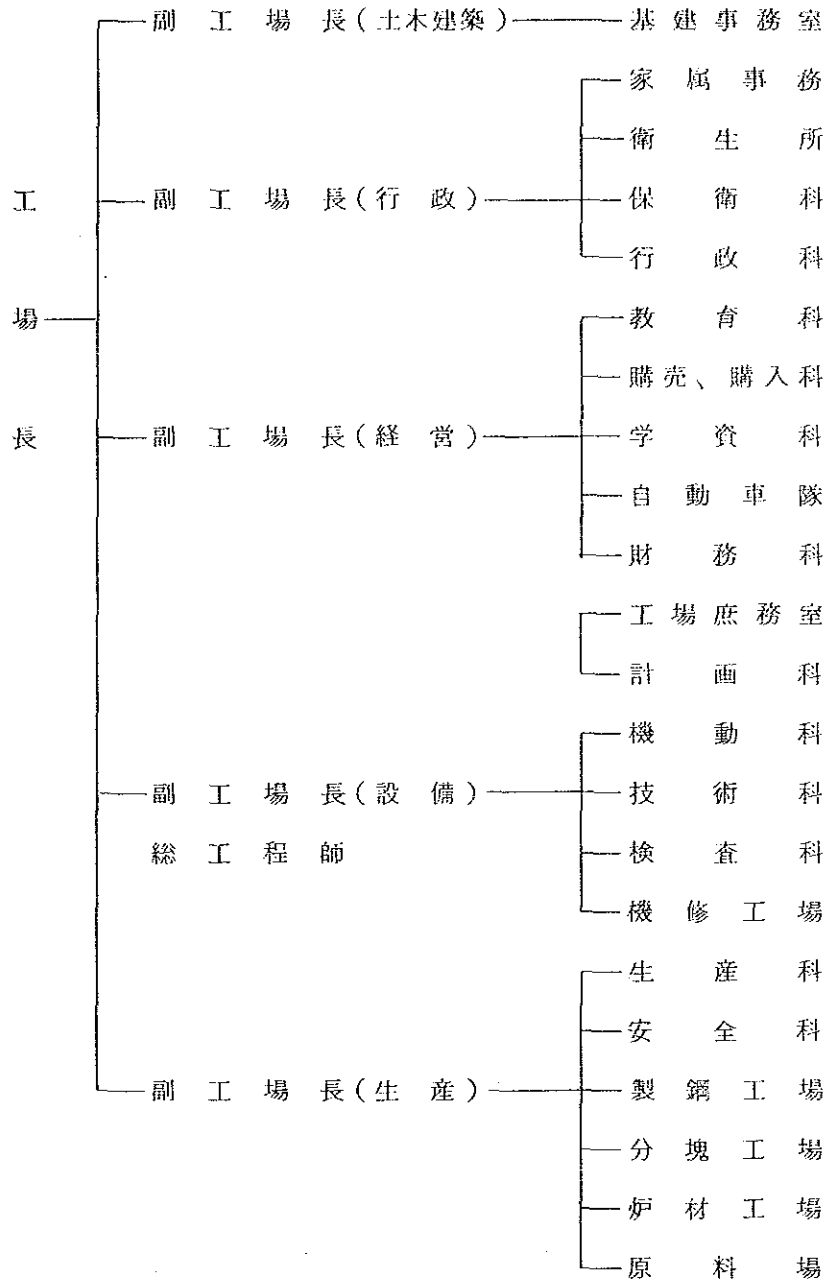 副工場長（土木建築） 基建事務室
家属事務
衛生所
工 副工場長（行政） 保衛科
行政科
場 教育科
購売、購入科
長 副工場長（経営） 学資科
自動車隊
財務科
工場庶務室
計画科
機動科
副工場長（設備） 技術科
総工程師 検査科
機修工場
生産科
安全科
副工場長（生産） 製鋼工場
分塊工場
炉材工場
原料場